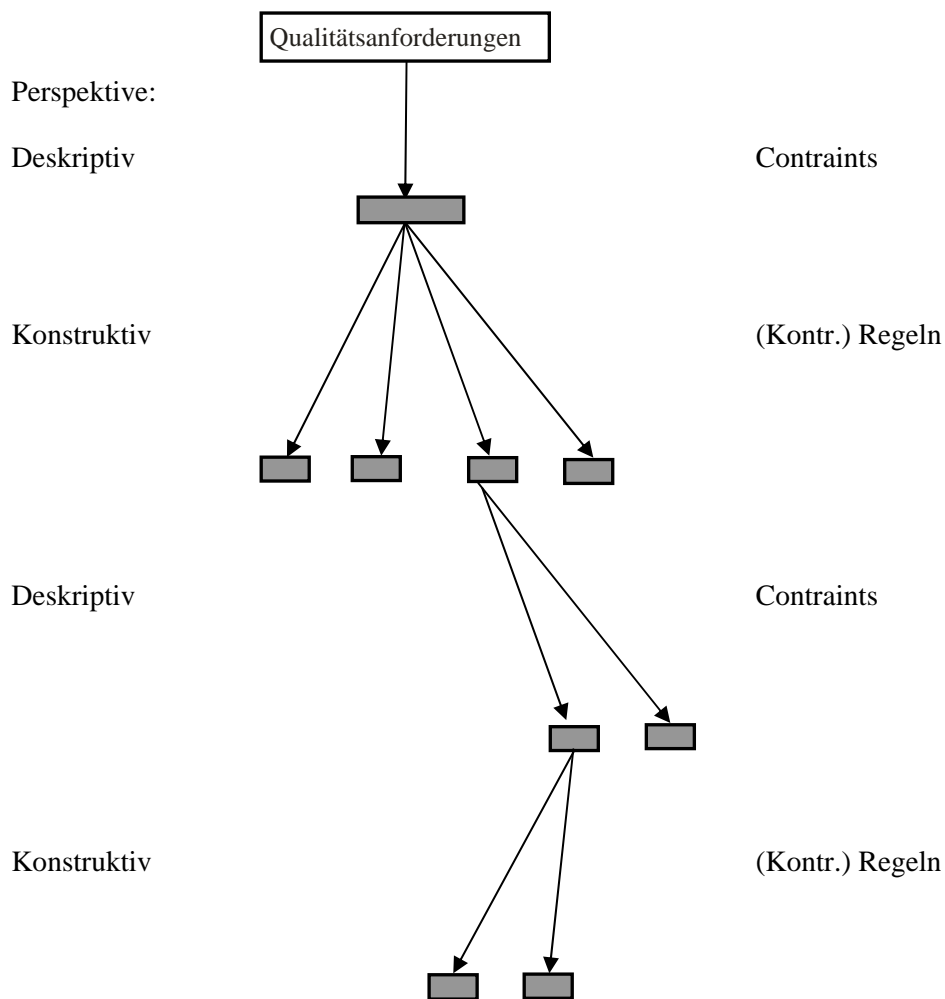 Qualitätsanforderungen
Perspektive:
Deskriptiv Contraints
Konstruktiv (Kontr.) Regeln
Deskriptiv Contraints
Konstruktiv (Kontr.) Regeln